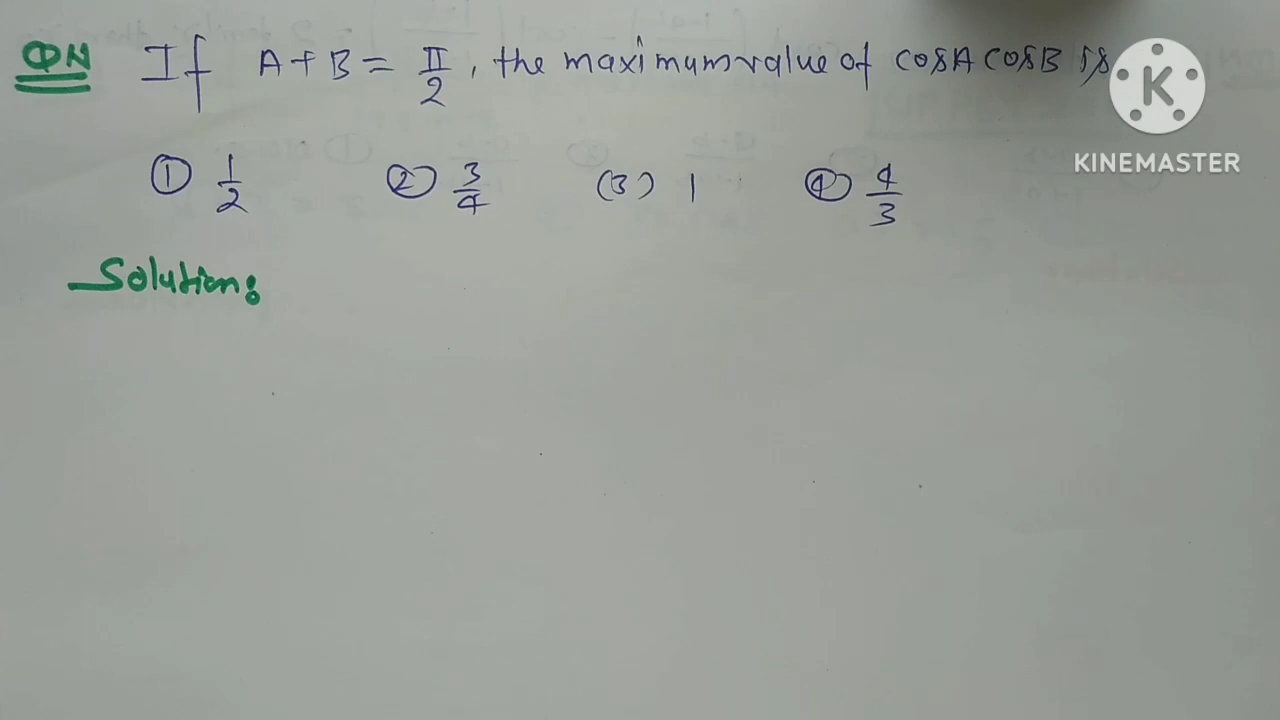 QN If A+B = π/2, the maximum value of cosA cosB is
K
KINEMASTER
① 1/2 ② 3/4 (3) 1 ④ 4/3
Solution: